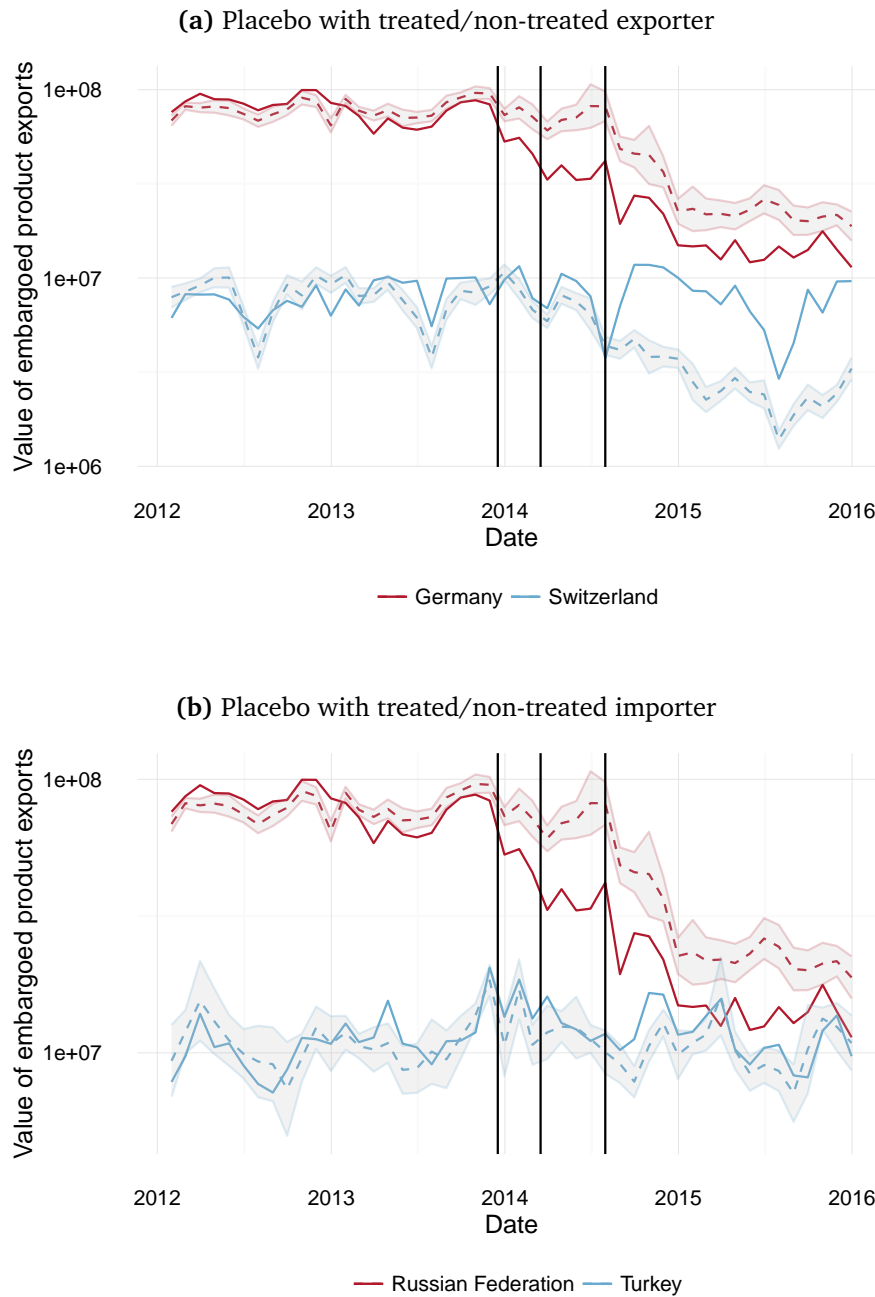 (a) Placebo with treated/non-treated exporter
Value of embargoed product exports
1e+08
1e+07
1e+06
2012 2013 2014 2015 2016
Date
Germany Switzerland
(b) Placebo with treated/non-treated importer
Value of embargoed product exports
1e+08
1e+07
2012 2013 2014 2015 2016
Date
Russian Federation Turkey